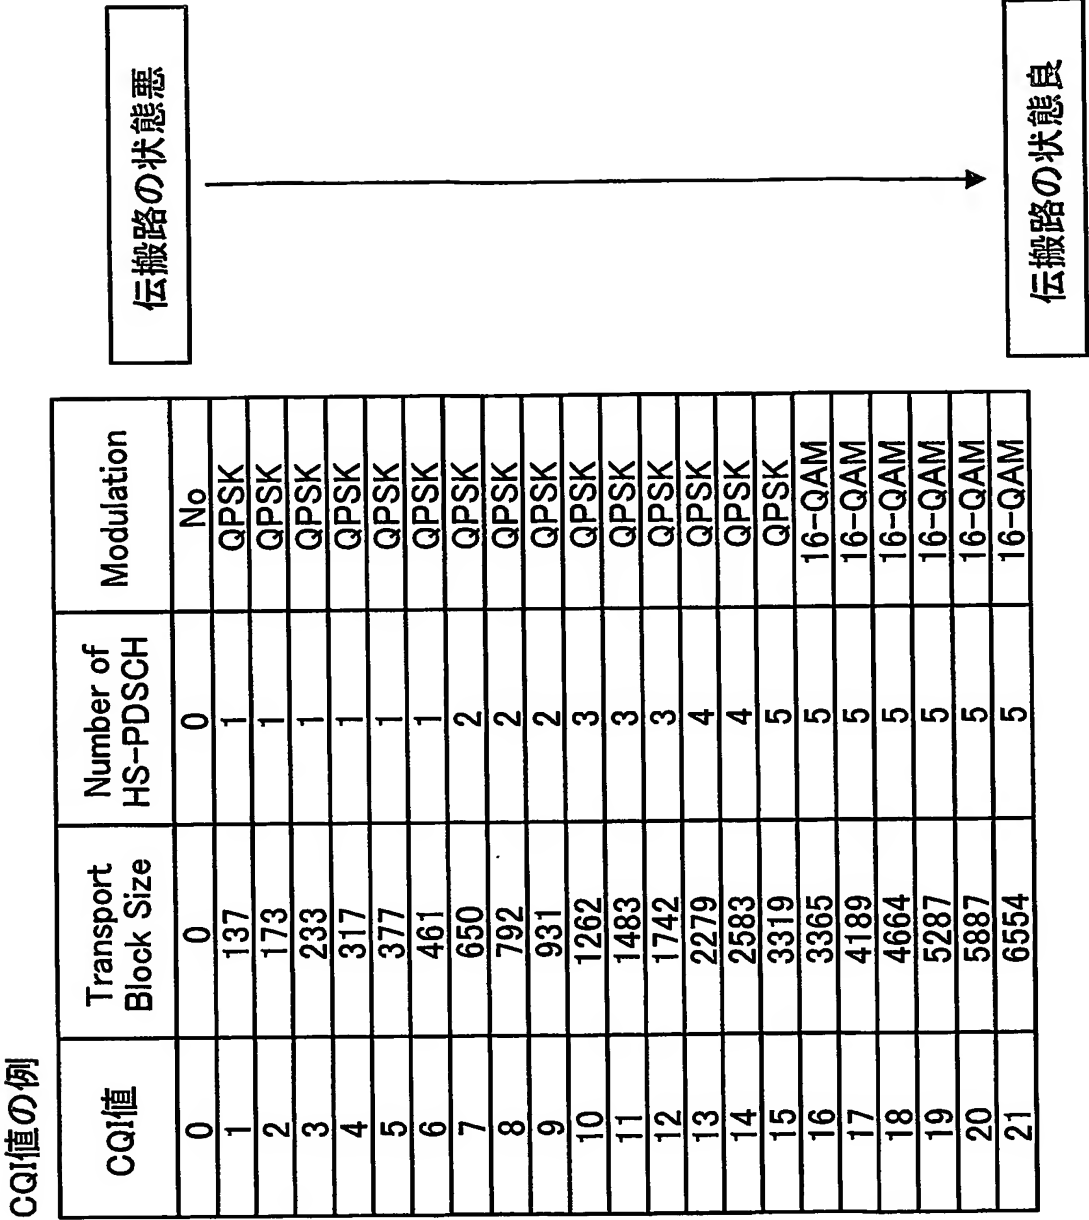 CQI値の例
CQI値 Transport Block Size Number of HS-PDSCH Modulation
0 0 0 No
1 137 1 QPSK
2 173 1 QPSK
3 233 1 QPSK
4 317 1 QPSK
5 377 1 QPSK
6 461 1 QPSK
7 650 2 QPSK
8 792 2 QPSK
9 931 2 QPSK
10 1262 3 QPSK
11 1483 3 QPSK
12 1742 3 QPSK
13 2279 4 QPSK
14 2583 4 QPSK
15 3319 5 QPSK
16 3365 5 16-QAM
17 4189 5 16-QAM
18 4664 5 16-QAM
19 5287 5 16-QAM
20 5887 5 16-QAM
21 6554 5 16-QAM
伝搬路の状態悪
伝搬路の状態良